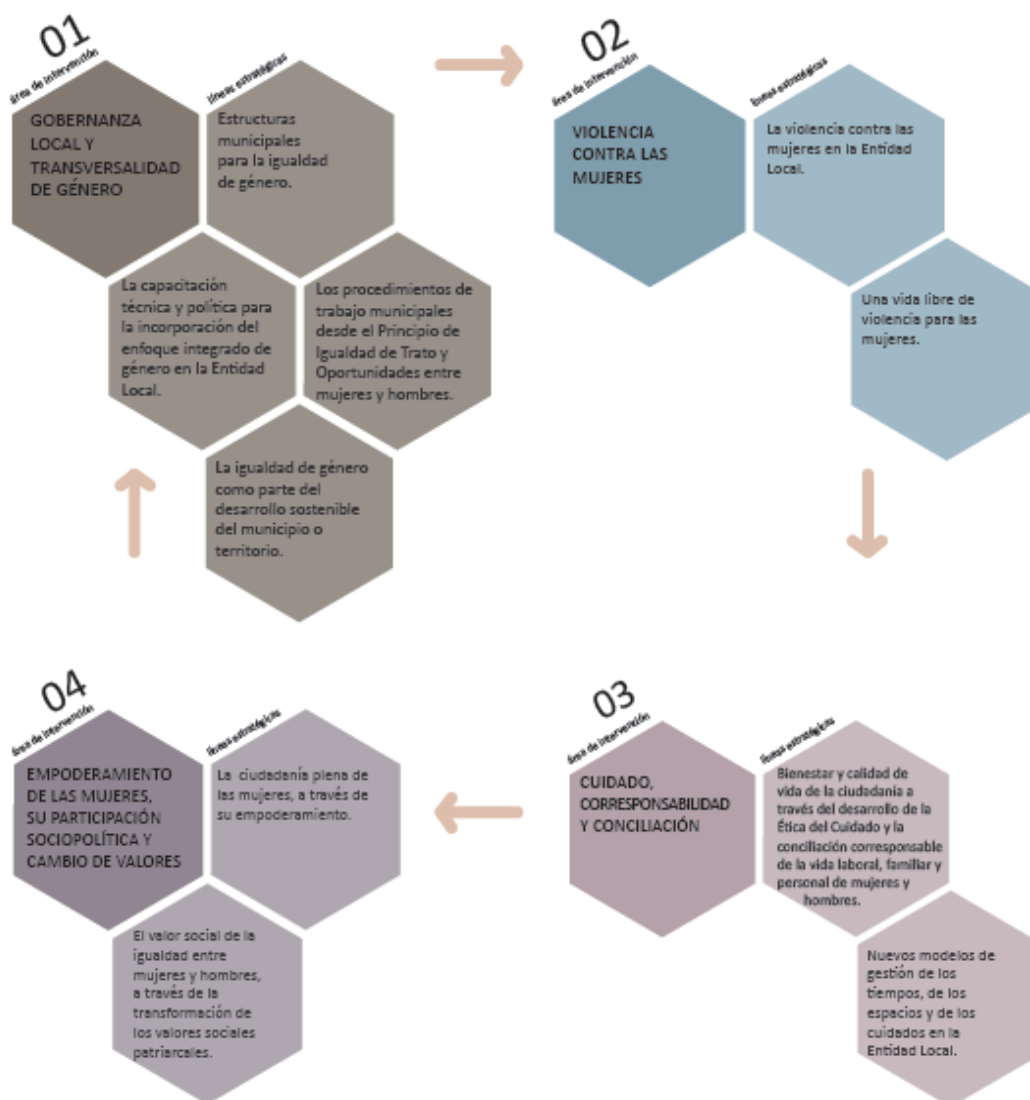 01
área de intervención
líneas estratégicas
GOBERNANZA
LOCAL Y
TRANSVERSALIDAD
DE GÉNERO
Estructuras
municipales
para la igualdad
de género.
La capacitación
técnica y política para
la incorporación del
enfoque integrado de
género en la Entidad
Local.
Los procedimientos de
trabajo municipales
desde el Principio de
Igualdad de Trato y
Oportunidades entre
mujeres y hombres.
La igualdad de género
como parte del
desarrollo sostenible
del municipio o
territorio.
02
área de intervención
líneas estratégicas
VIOLENCIA
CONTRA LAS
MUJERES
La violencia contra las
mujeres en la Entidad
Local.
Una vida libre de
violencia para las
mujeres.
04
área de intervención
líneas estratégicas
EMPODERAMIENTO
DE LAS MUJERES,
SU PARTICIPACIÓN
SOCIOPOLÍTICA Y
CAMBIO DE VALORES
La ciudadanía plena de
las mujeres, a través de
su empoderamiento.
El valor social de la
igualdad entre
mujeres y hombres,
a través de la
transformación de
los valores sociales
patriarcales.
03
área de intervención
líneas estratégicas
CUIDADO,
CORRESPONSABILIDAD
Y CONCILIACIÓN
Bienestar y calidad de
vida de la ciudadanía a
través del desarrollo de la
Ética del Cuidado y la
conciliación corresponsable
de la vida laboral, familiar y
personal de mujeres y
hombres.
Nuevos modelos de
gestión de los
tiempos, de los
espacios y de los
cuidados en la
Entidad Local.